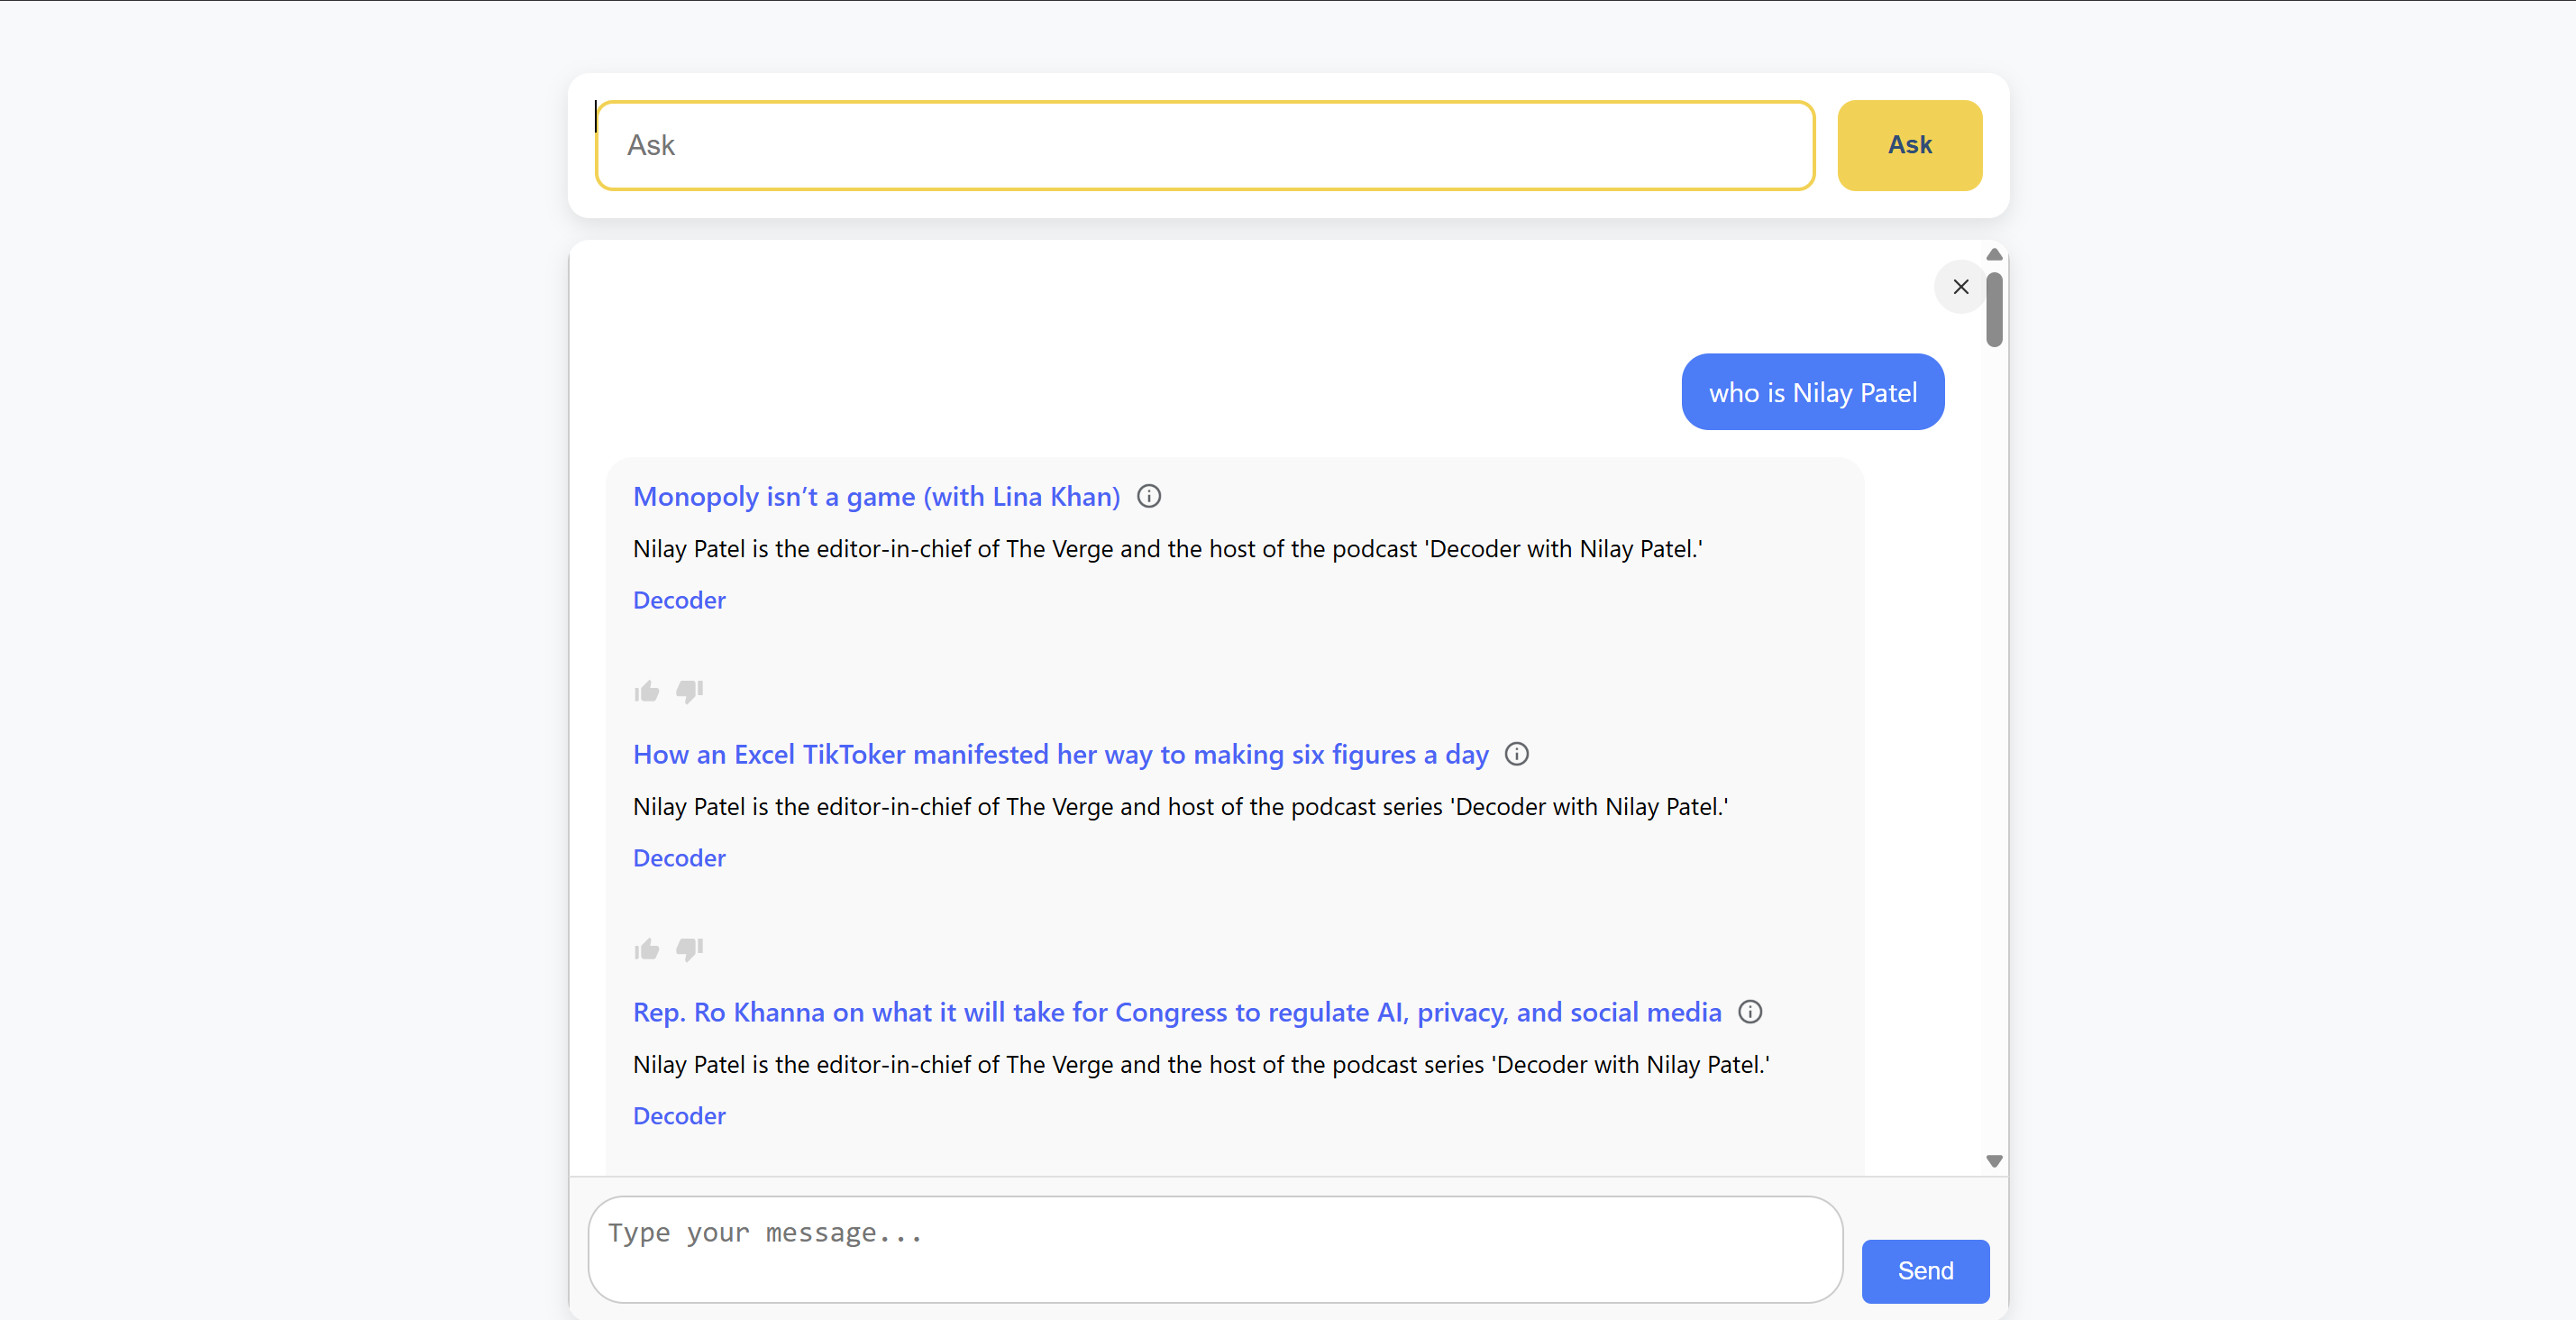 Ask
Ask
who is Nilay Patel
Monopoly isn’t a game (with Lina Khan)
Nilay Patel is the editor-in-chief of The Verge and the host of the podcast 'Decoder with Nilay Patel.'
Decoder
How an Excel TikToker manifested her way to making six figures a day
Nilay Patel is the editor-in-chief of The Verge and host of the podcast series 'Decoder with Nilay Patel.'
Decoder
Rep. Ro Khanna on what it will take for Congress to regulate AI, privacy, and social media
Nilay Patel is the editor-in-chief of The Verge and the host of the podcast series 'Decoder with Nilay Patel.'
Decoder
Type your message...
Send